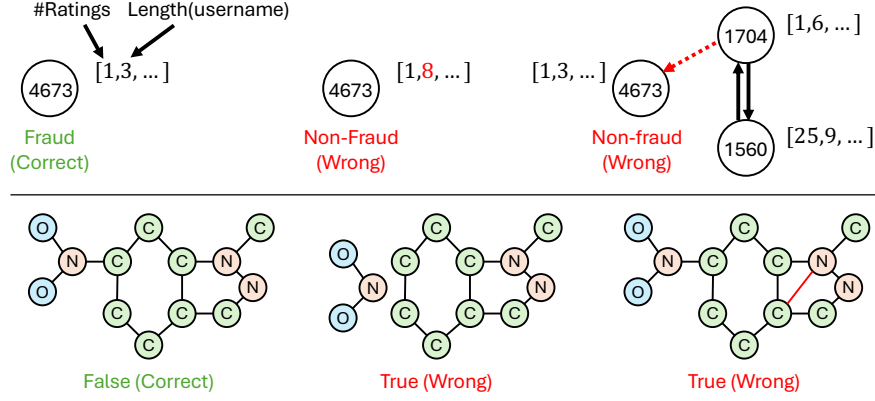 #Ratings Length(username)
4673 [1,3, … ]
Fraud
(Correct)
4673 [1,8, … ]
Non-Fraud
(Wrong)
[1,3, … ] 4673
Non-fraud
(Wrong)
1704 [1,6, … ]
1560 [25,9, … ]
O C C
N C C N
N
O C C C
C
False (Correct)
O C C
N C C N
N
O C C C
C
True (Wrong)
O C C
N C C N
N
O C C C
C
True (Wrong)